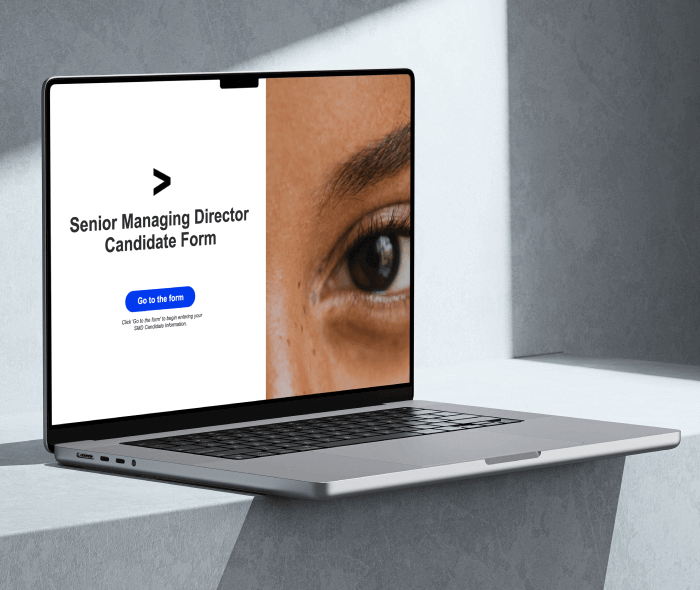 >
Senior Managing Director
Candidate Form
Go to the form
Click 'Go to the form' to begin entering your
SMD Candidate Information.